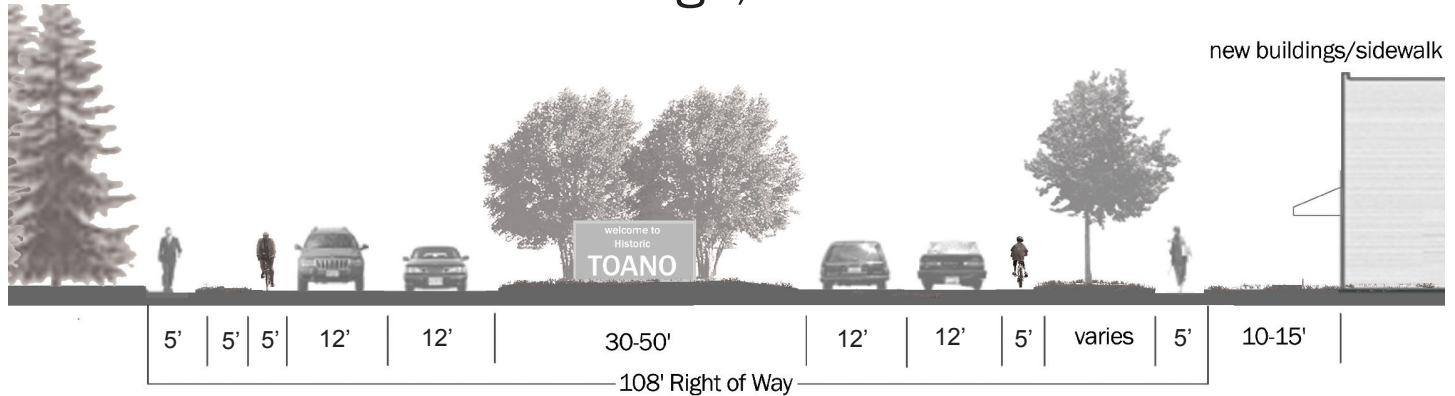 new buildings/sidewalk
welcome to
Historic
TOANO
5' 5' 5' 12' 12' 30-50' 12' 12' 5' varies 5' 10-15'
108' Right of Way